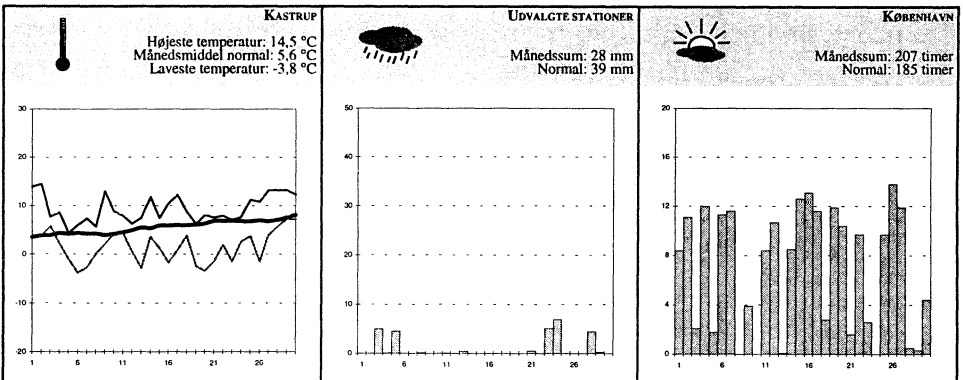 KASTRUP
Højeste temperatur: 14,5 °C
Månedsmiddel normal: 5,6 °C
Laveste temperatur: -3,8 °C
30
20
10
0
-10
-20
1 6 11 16 21 26
UDVALGTE STATIONER
Månedssum: 28 mm
Normal: 39 mm
50
40
30
20
10
0
1 6 11 16 21 26
KØBENHAVN
Månedssum: 207 timer
Normal: 185 timer
20
16
12
8
4
0
1 6 11 16 21 26